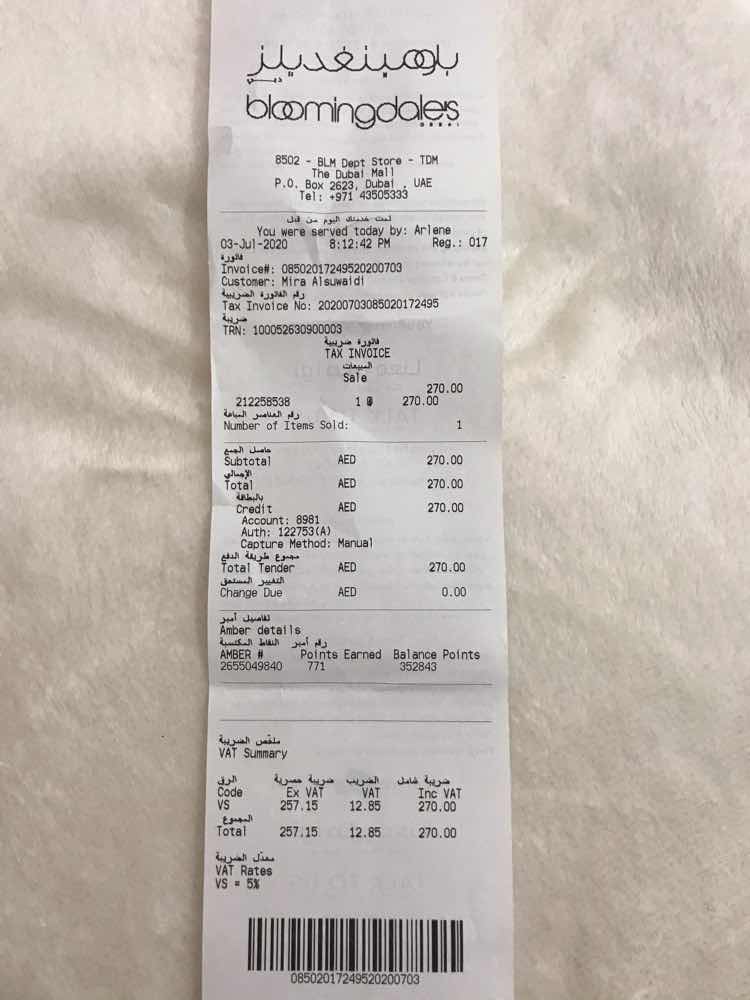 بلومينغديلز
دبي
bloomingdale's
DUBAI
8502 - BLM Dept Store - TDM
The Dubai Mall
P.O. Box 2623, Dubai , UAE
Tel: +971 43505333
تمت خدمتك اليوم من قبل
You were served today by: Arlene
03-Jul-2020 8:12:42 PM Reg.: 017
فاتورة
Invoice#: 08502017249520200703
Customer: Mira Alsuwaidi
رقم الفاتورة الضريبية
Tax Invoice No: 20200703085020172495
ضريبة
TRN: 100052630900003
فاتورة ضريبية
TAX INVOICE
المبيعات
Sale
270.00
212258538 1 @ 270.00
رقم العناصر المباعة
Number of Items Sold: 1
حاصل الجمع
Subtotal AED 270.00
الإجمالي
Total AED 270.00
بالبطاقة
Credit AED 270.00
Account: 8981
Auth: 122753(A)
Capture Method: Manual
مجموع طريقة الدفع
Total Tender AED 270.00
التغيير المستحق
Change Due AED 0.00
تفاصيل أمبر
Amber details
رقم أمبر النقاط المكتسبة
AMBER # Points Earned Balance Points
2655049840 771 352843
ملخّص الضريبة
VAT Summary
الرق ضريبة حصرية الضريب ضريبة شامل
Code Ex VAT VAT Inc VAT
VS 257.15 12.85 270.00
المجموع
Total 257.15 12.85 270.00
معدّل الضريبة
VAT Rates
VS = 5%
08502017249520200703